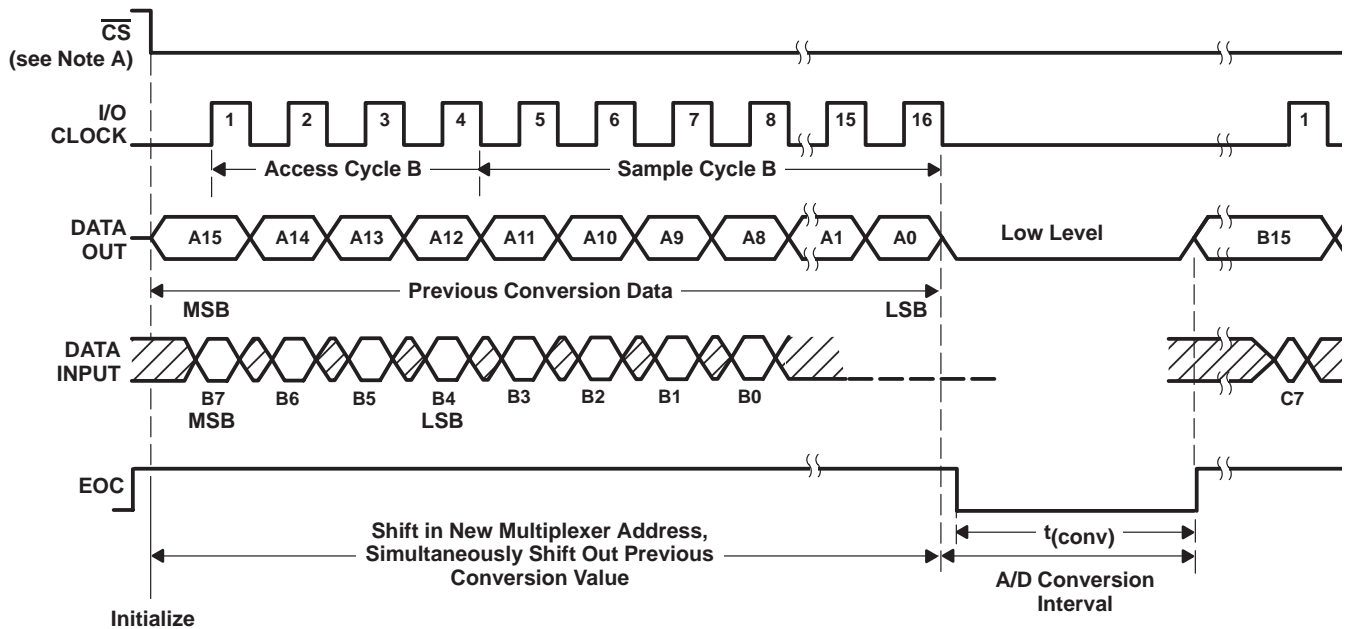 CS
(see Note A)
I/O
CLOCK
1 2 3 4 5 6 7 8 15 16 1
Access Cycle B Sample Cycle B
DATA
OUT
A15 A14 A13 A12 A11 A10 A9 A8 A1 A0 Low Level B15
Previous Conversion Data
MSB LSB
DATA
INPUT
B7 B6 B5 B4 B3 B2 B1 B0 C7
MSB LSB
EOC
Shift in New Multiplexer Address,
Simultaneously Shift Out Previous
Conversion Value
t(conv)
A/D Conversion
Interval
Initialize